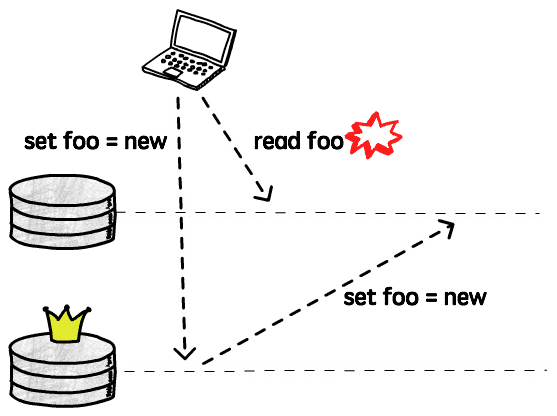 set foo = new
read foo
set foo = new